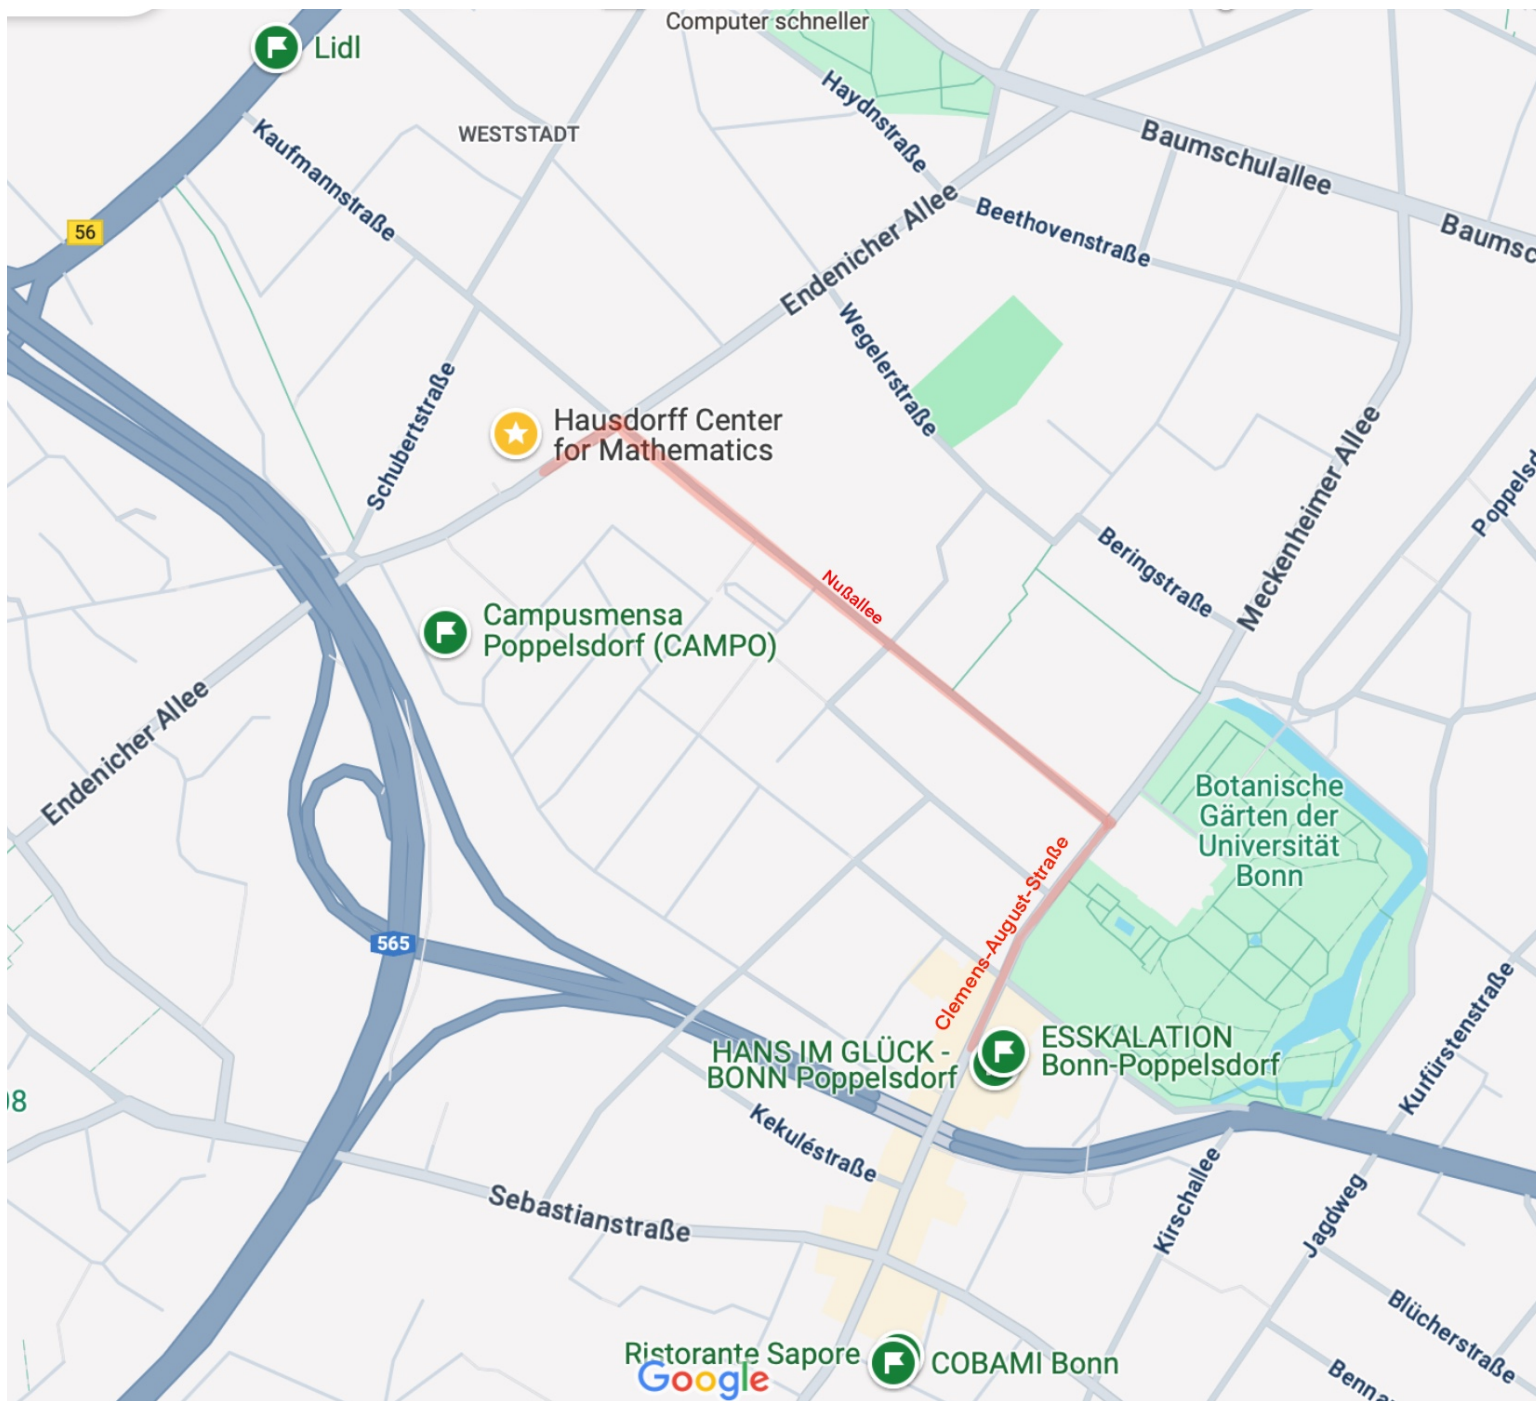 Computer schneller
Lidl
Haydnstraße
Kaufmannstraße
WESTSTADT
Baumschulallee
Baumsc
56
Endenicher Allee
Beethovenstraße
Wegelerstraße
Schubertstraße
Hausdorff Center
for Mathematics
Meckenheimer Allee
Poppelsd
Beringstraße
Nußallee
Campusmensa
Poppelsdorf (CAMPO)
Endenicher Allee
Botanische
Gärten der
Universität
Bonn
Clemens-August-Straße
565
HANS IM GLÜCK -
BONN Poppelsdorf
ESSKALATION
Bonn-Poppelsdorf
Kurfürstenstraße
98
Kekuléstraße
Sebastianstraße
Kirschallee
Jagdweg
Blücherstraße
Ristorante Sapore
COBAMI Bonn
Google
Benna